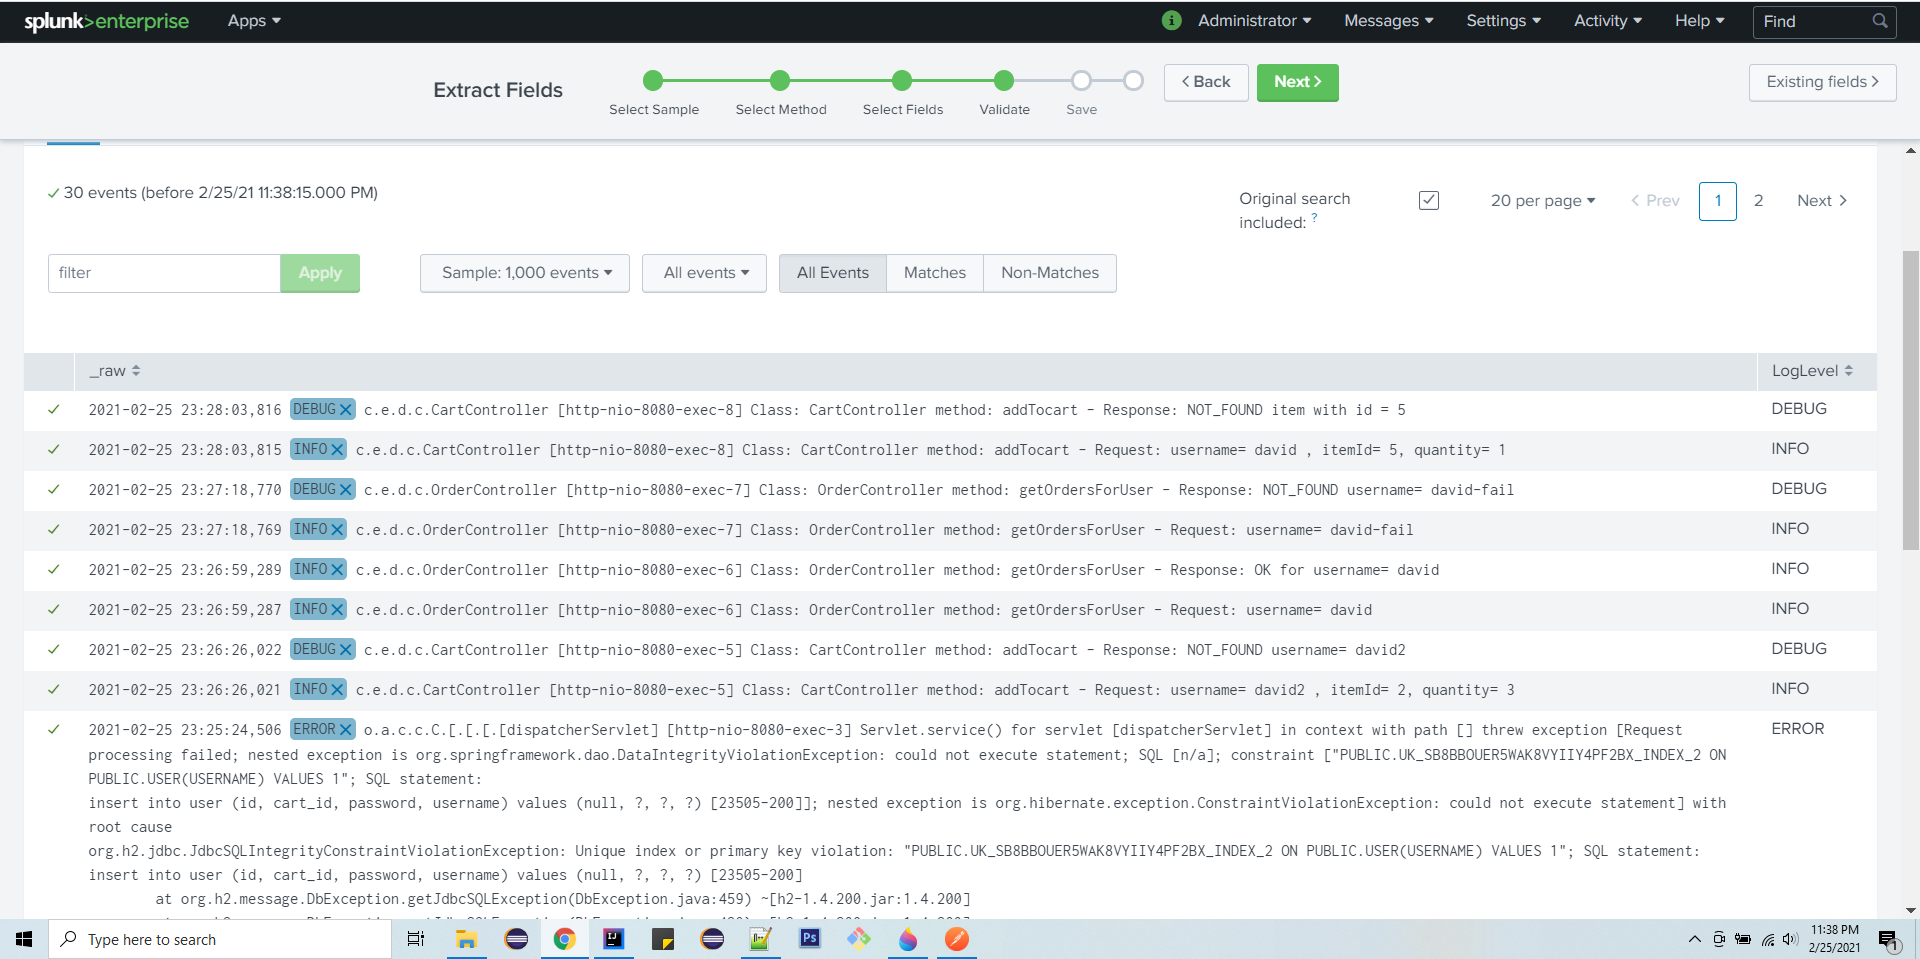 splunk>enterprise Apps Administrator Messages Settings Activity Help Find
Extract Fields
Select Sample Select Method Select Fields Validate Save
< Back Next > Existing fields >
30 events (before 2/25/21 11:38:15.000 PM)
Original search included: ?
20 per page < Prev 1 2 Next >
filter Apply Sample: 1,000 events All events All Events Matches Non-Matches
_raw LogLevel
2021-02-25 23:28:03,816 DEBUG c.e.d.c.CartController [http-nio-8080-exec-8] Class: CartController method: addTocart - Response: NOT_FOUND item with id = 5 DEBUG
2021-02-25 23:28:03,815 INFO c.e.d.c.CartController [http-nio-8080-exec-8] Class: CartController method: addTocart - Request: username= david , itemId= 5, quantity= 1 INFO
2021-02-25 23:27:18,770 DEBUG c.e.d.c.OrderController [http-nio-8080-exec-7] Class: OrderController method: getOrdersForUser - Response: NOT_FOUND username= david-fail DEBUG
2021-02-25 23:27:18,769 INFO c.e.d.c.OrderController [http-nio-8080-exec-7] Class: OrderController method: getOrdersForUser - Request: username= david-fail INFO
2021-02-25 23:26:59,289 INFO c.e.d.c.OrderController [http-nio-8080-exec-6] Class: OrderController method: getOrdersForUser - Response: OK for username= david INFO
2021-02-25 23:26:59,287 INFO c.e.d.c.OrderController [http-nio-8080-exec-6] Class: OrderController method: getOrdersForUser - Request: username= david INFO
2021-02-25 23:26:26,022 DEBUG c.e.d.c.CartController [http-nio-8080-exec-5] Class: CartController method: addTocart - Response: NOT_FOUND username= david2 DEBUG
2021-02-25 23:26:26,021 INFO c.e.d.c.CartController [http-nio-8080-exec-5] Class: CartController method: addTocart - Request: username= david2 , itemId= 2, quantity= 3 INFO
2021-02-25 23:25:24,506 ERROR o.a.c.c.C.[.[.[.[dispatcherServlet] [http-nio-8080-exec-3] Servlet.service() for servlet [dispatcherServlet] in context with path [] threw exception [Request ERROR
processing failed; nested exception is org.springframework.dao.DataIntegrityViolationException: could not execute statement; SQL [n/a]; constraint ["PUBLIC.UK_SB8BBOUER5WAK8VYIIY4PF2BX_INDEX_2 ON
PUBLIC.USER(USERNAME) VALUES 1"; SQL statement:
insert into user (id, cart_id, password, username) values (null, ?, ?, ?) [23505-200]]; nested exception is org.hibernate.exception.ConstraintViolationException: could not execute statement] with
root cause
org.h2.jdbc.JdbcSQLIntegrityConstraintViolationException: Unique index or primary key violation: "PUBLIC.UK_SB8BBOUER5WAK8VYIIY4PF2BX_INDEX_2 ON PUBLIC.USER(USERNAME) VALUES 1"; SQL statement:
insert into user (id, cart_id, password, username) values (null, ?, ?, ?) [23505-200]
at org.h2.message.DbException.getJdbcSQLException(DbException.java:459) ~[h2-1.4.200.jar:1.4.200]
Type here to search
11:38 PM
2/25/2021